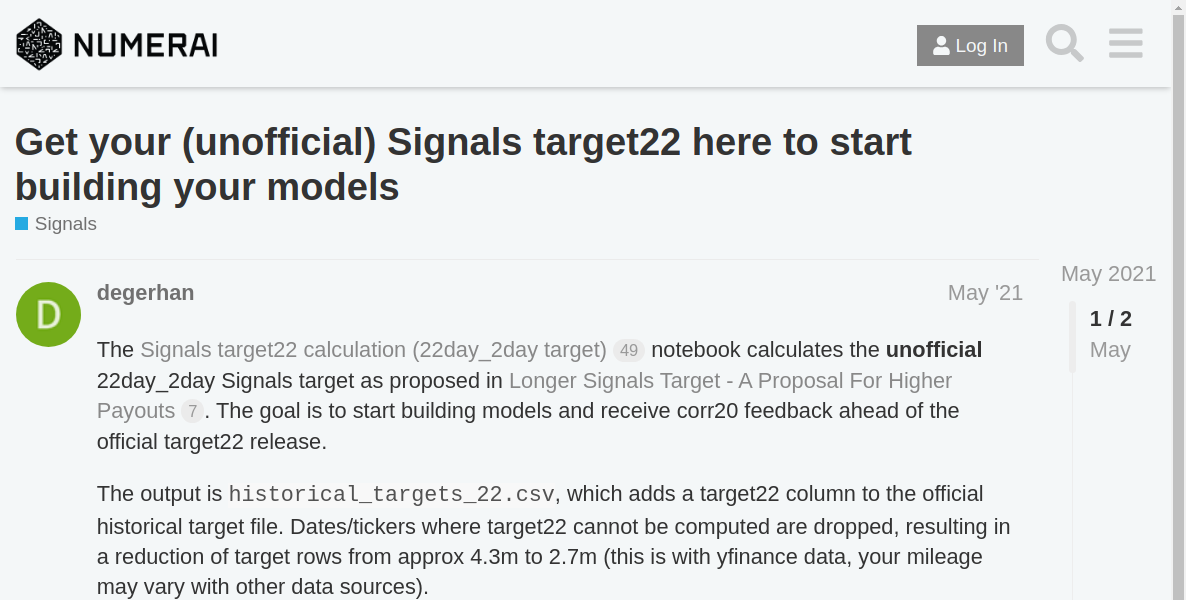 NUMERAI
Log In
Get your (unofficial) Signals target22 here to start
building your models
Signals
May 2021
degerhan
May '21
1 / 2
May
The Signals target22 calculation (22day_2day target) 49 notebook calculates the unofficial
22day_2day Signals target as proposed in Longer Signals Target - A Proposal For Higher
Payouts 7 . The goal is to start building models and receive corr20 feedback ahead of the
official target22 release.
The output is historical_targets_22.csv, which adds a target22 column to the official
historical target file. Dates/tickers where target22 cannot be computed are dropped, resulting in
a reduction of target rows from approx 4.3m to 2.7m (this is with yfinance data, your mileage
may vary with other data sources).